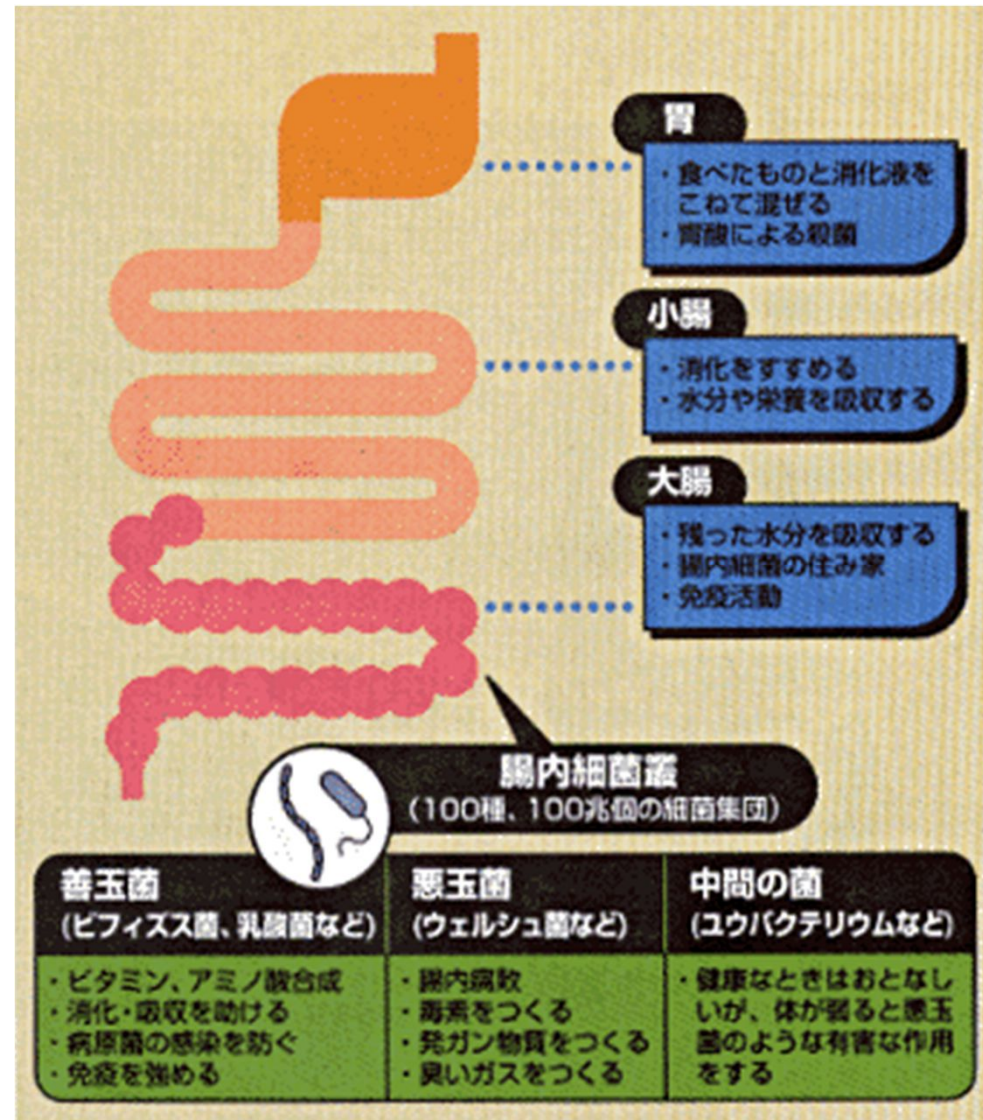 胃
・食べたものと消化液を
こねて混ぜる
・胃酸による殺菌
小腸
・消化をすすめる
・水分や栄養を吸収する
大腸
・残った水分を吸収する
・腸内細菌の住み家
・免疫活動
腸内細菌叢
(100種、100兆個の細菌集団)
善玉菌
(ビフィズス菌、乳酸菌など)
・ビタミン、アミノ酸合成
・消化・吸収を助ける
・病原菌の感染を防ぐ
・免疫を強める
悪玉菌
(ウェルシュ菌など)
・腸内腐敗
・毒素をつくる
・発ガン物質をつくる
・臭いガスをつくる
中間の菌
(ユウバクテリウムなど)
・健康なときはおとなし
いが、体が弱ると悪玉
菌のような有害な作用
をする